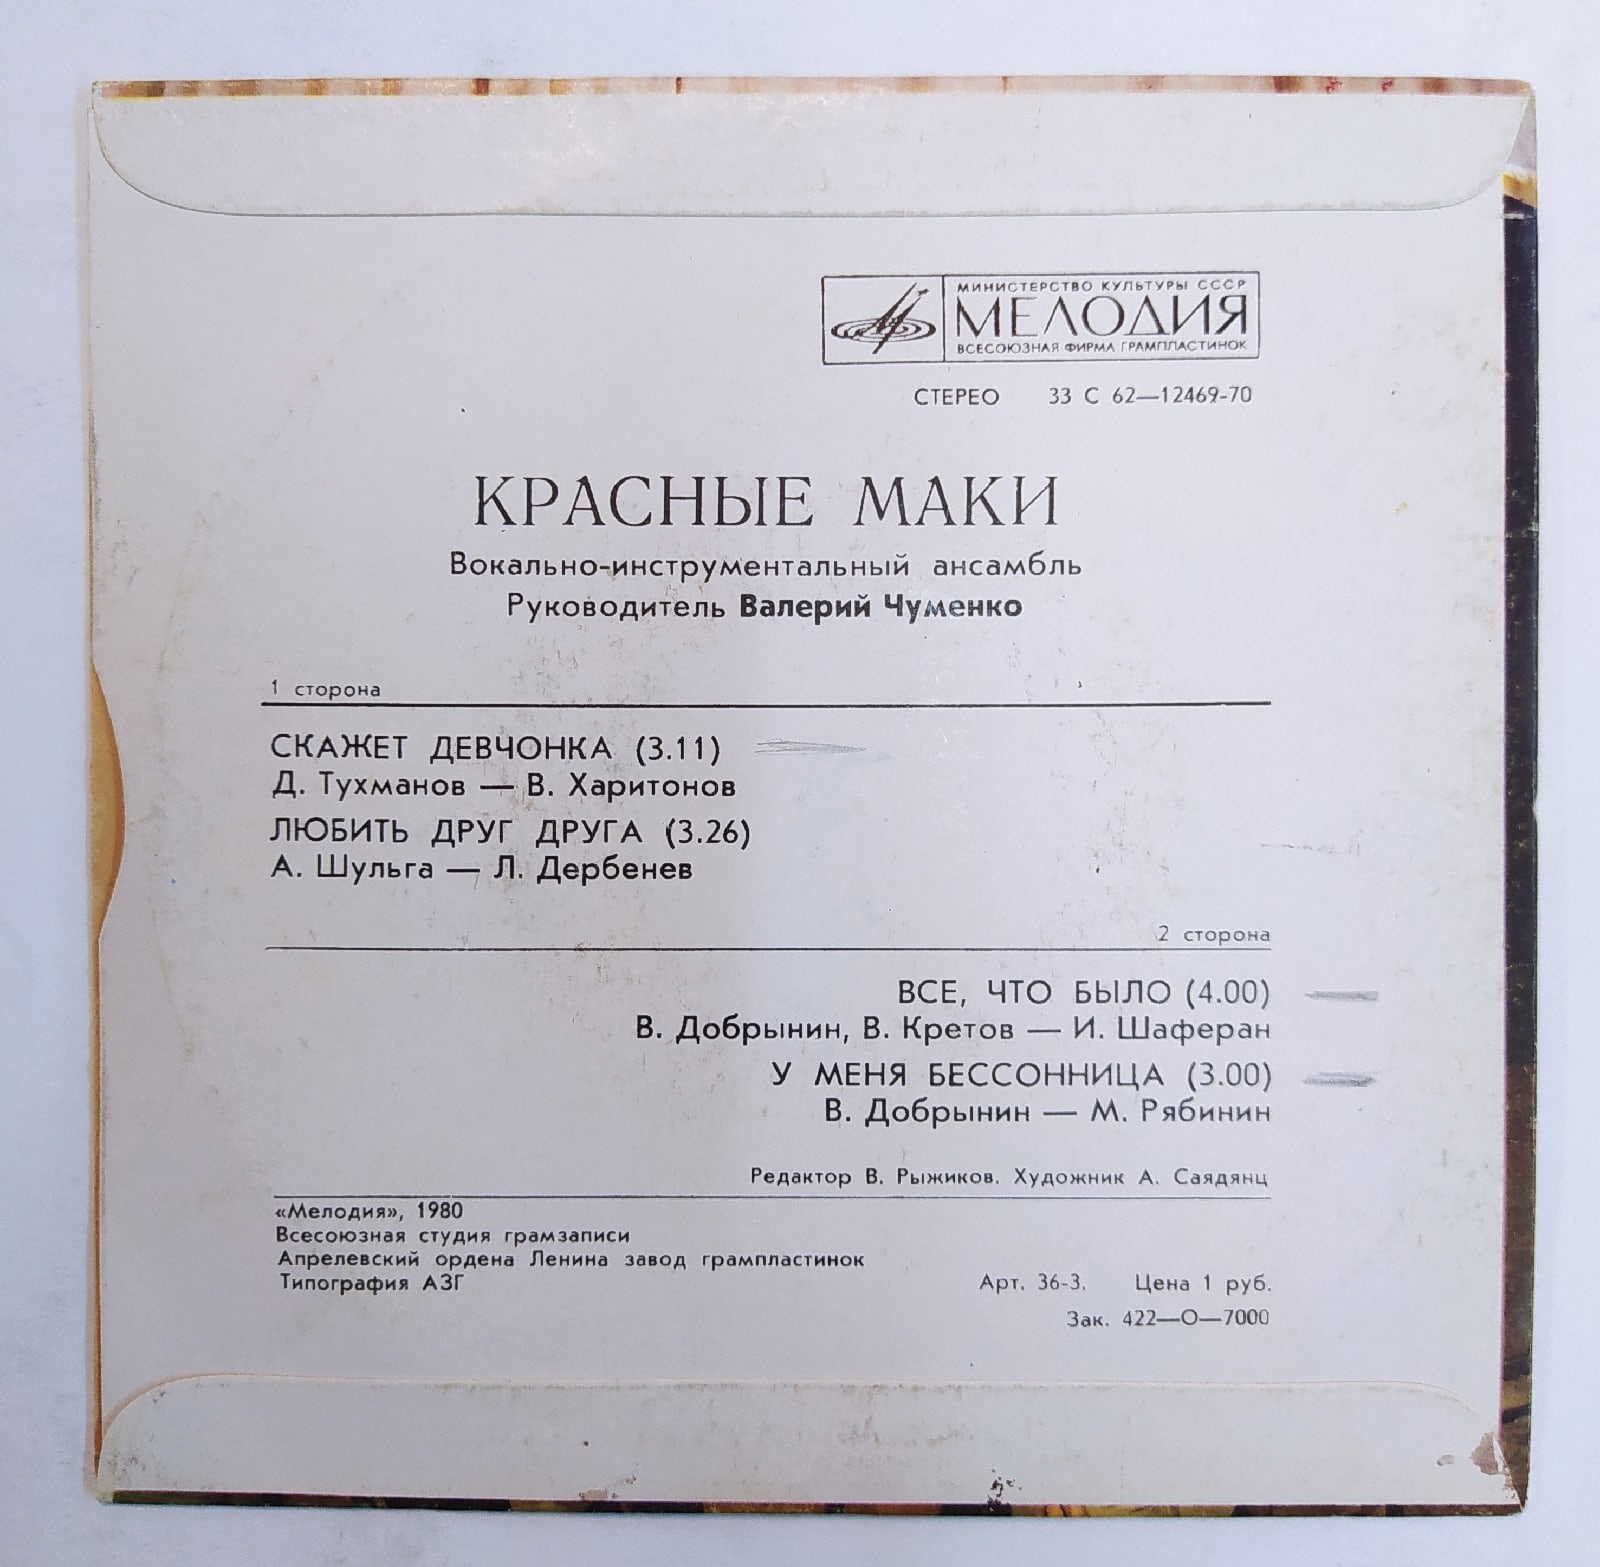 МИНИСТЕРСТВО КУЛЬТУРЫ СССР
МЕЛОДИЯ
ВСЕСОЮЗНАЯ ФИРМА ГРАМПЛАСТИНОК
СТЕРЕО 33 С 62—12469-70
КРАСНЫЕ МАКИ
Вокально-инструментальный ансамбль
Руководитель Валерий Чуменко
1 сторона
СКАЖЕТ ДЕВЧОНКА (3.11)
Д. Тухманов — В. Харитонов
ЛЮБИТЬ ДРУГ ДРУГА (3.26)
А. Шульга — Л. Дербенев
2 сторона
ВСЕ, ЧТО БЫЛО (4.00)
В. Добрынин, В. Кретов — И. Шаферан
У МЕНЯ БЕССОННИЦА (3.00)
В. Добрынин — М. Рябинин
Редактор В. Рыжиков. Художник А. Саядянц
«Мелодия», 1980
Всесоюзная студия грамзаписи
Апрелевский ордена Ленина завод грампластинок
Типография АЗГ
Арт. 36-3. Цена 1 руб.
Зак. 422—О—7000